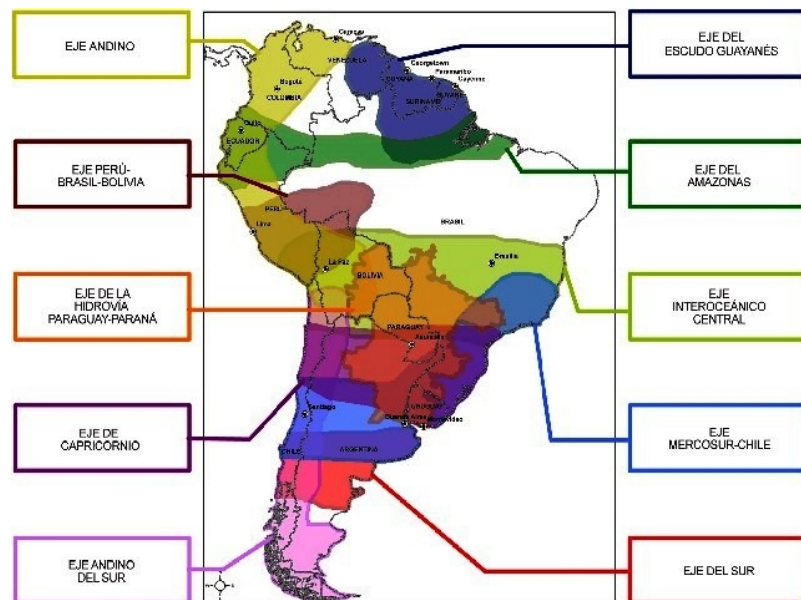 EJE ANDINO
EJE DEL
ESCUDO GUAYANÉS
EJE PERÚ-
BRASIL-BOLIVIA
EJE DEL
AMAZONAS
EJE DE LA
HIDROVÍA
PARAGUAY-PARANÁ
EJE
INTEROCEÁNICO
CENTRAL
EJE DE
CAPRICORNIO
EJE
MERCOSUR-CHILE
EJE ANDINO
DEL SUR
EJE DEL SUR
Caracas
VENEZUELA
Georgetown
GUYANA
Paramaribo
Cayenne
SURINAME
GUYANE
Bogotá
COLOMBIA
Quito
ECUADOR
PERÚ
Lima
BRASIL
Brasilia
La Paz
BOLIVIA
PARAGUAY
Asunción
Santiago
URUGUAY
Buenos Aires
Montevideo
CHILE
ARGENTINA